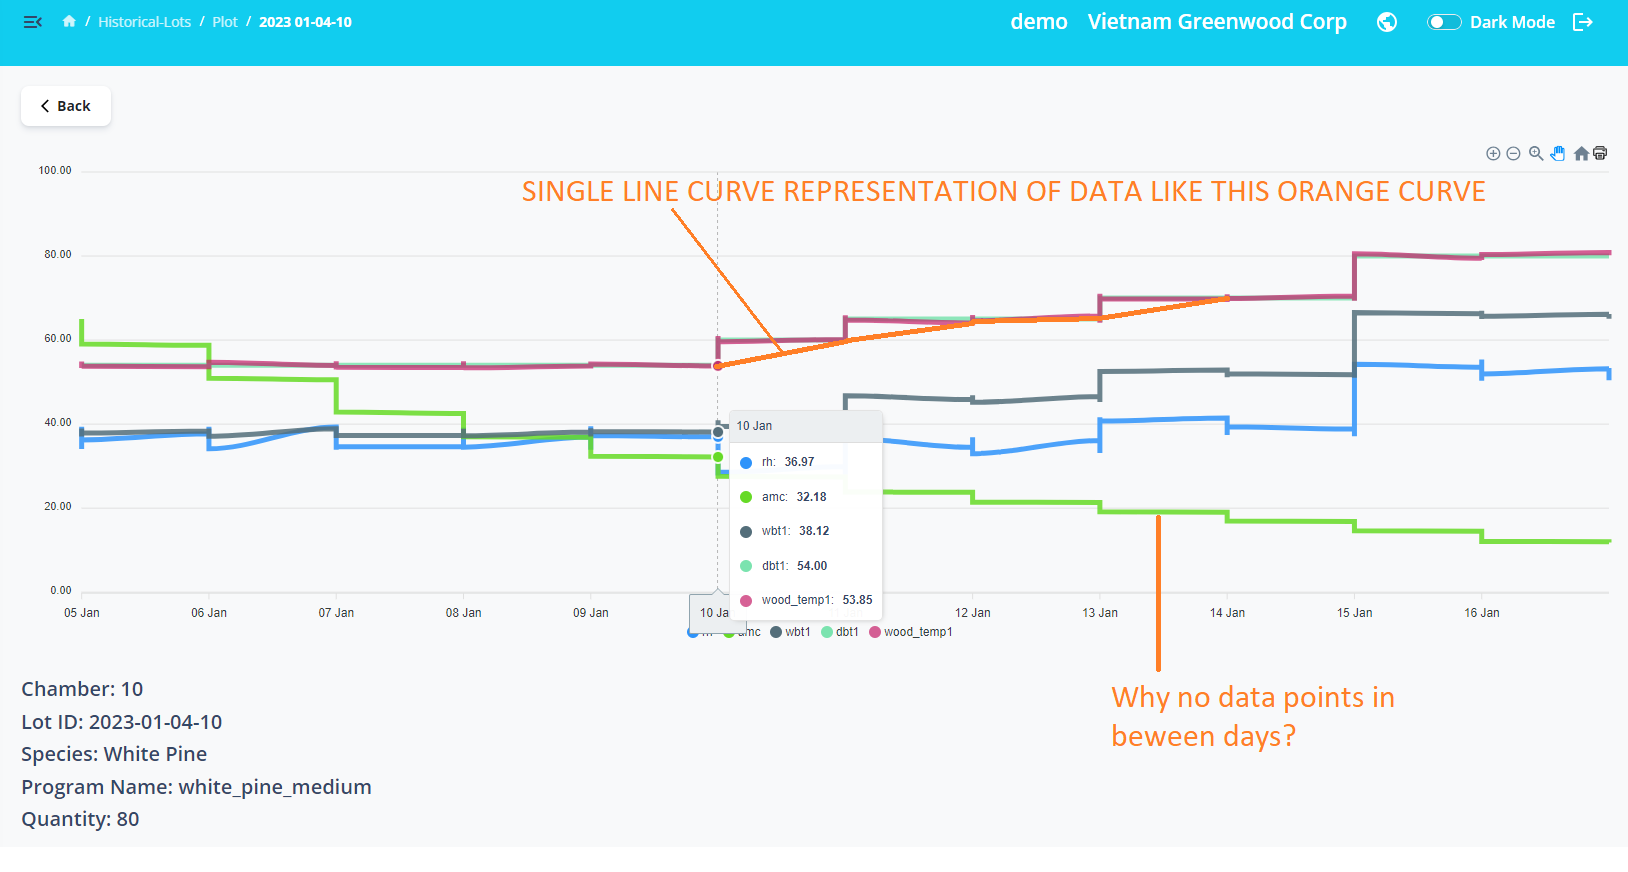 / Historical-Lots / Plot / 2023 01-04-10
demo Vietnam Greenwood Corp Dark Mode
Back
100.00
SINGLE LINE CURVE REPRESENTATION OF DATA LIKE THIS ORANGE CURVE
80.00
60.00
40.00
20.00
0.00
10 Jan
rh: 36.97
amc: 32.18
wbt1: 38.12
dbt1: 54.00
wood_temp1: 53.85
05 Jan 06 Jan 07 Jan 08 Jan 09 Jan 10 Ja 12 Jan 13 Jan 14 Jan 15 Jan 16 Jan
wbt1 dbt1 wood_temp1
Why no data points in
beween days?
Chamber: 10
Lot ID: 2023-01-04-10
Species: White Pine
Program Name: white_pine_medium
Quantity: 80